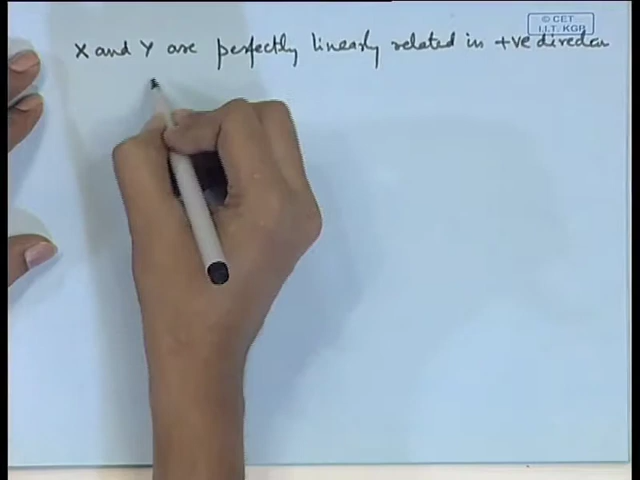 © CET
I.I.T. KGP
X and Y are perfectly linearly related in +ve direction